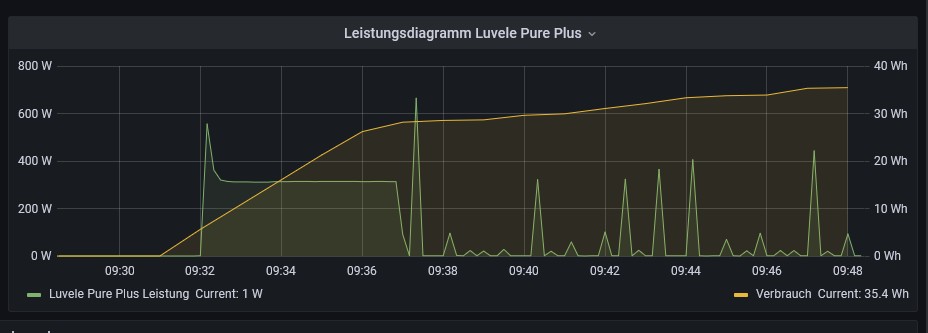 Leistungsdiagramm Luvele Pure Plus
800 W
40 Wh
600 W
30 Wh
400 W
20 Wh
200 W
10 Wh
0 W
0 Wh
09:30 09:32 09:34 09:36 09:38 09:40 09:42 09:44 09:46 09:48
Luvele Pure Plus Leistung Current: 1 W
Verbrauch Current: 35.4 Wh